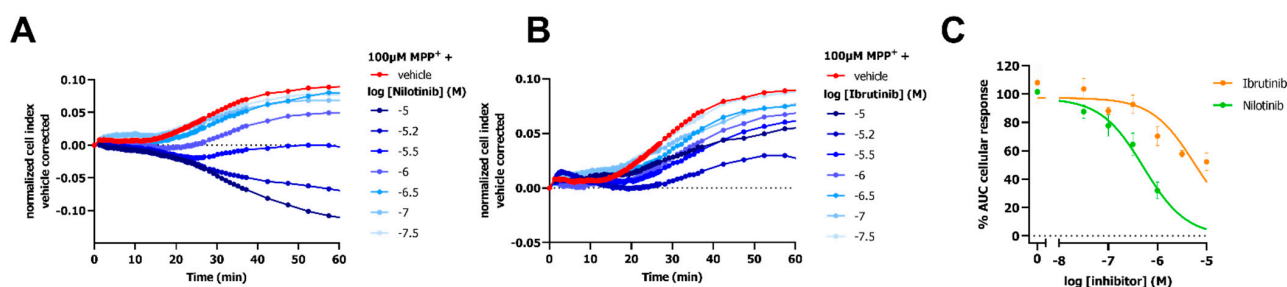 A
normalized cell index
vehicle corrected
0.10
0.05
0.00
-0.05
-0.10
0 10 20 30 40 50 60
Time (min)
100µM MPP+ +
vehicle
log [Nilotinib] (M)
-5
-5.2
-5.5
-6
-6.5
-7
-7.5
B
normalized cell index
vehicle corrected
0.10
0.05
0.00
-0.05
0 10 20 30 40 50 60
Time (min)
100µM MPP+ +
vehicle
log [Ibrutinib] (M)
-5
-5.2
-5.5
-6
-6.5
-7
-7.5
C
% AUC cellular response
120
100
80
60
40
20
0
0 -8 -7 -6 -5
log [inhibitor] (M)
Ibrutinib
Nilotinib